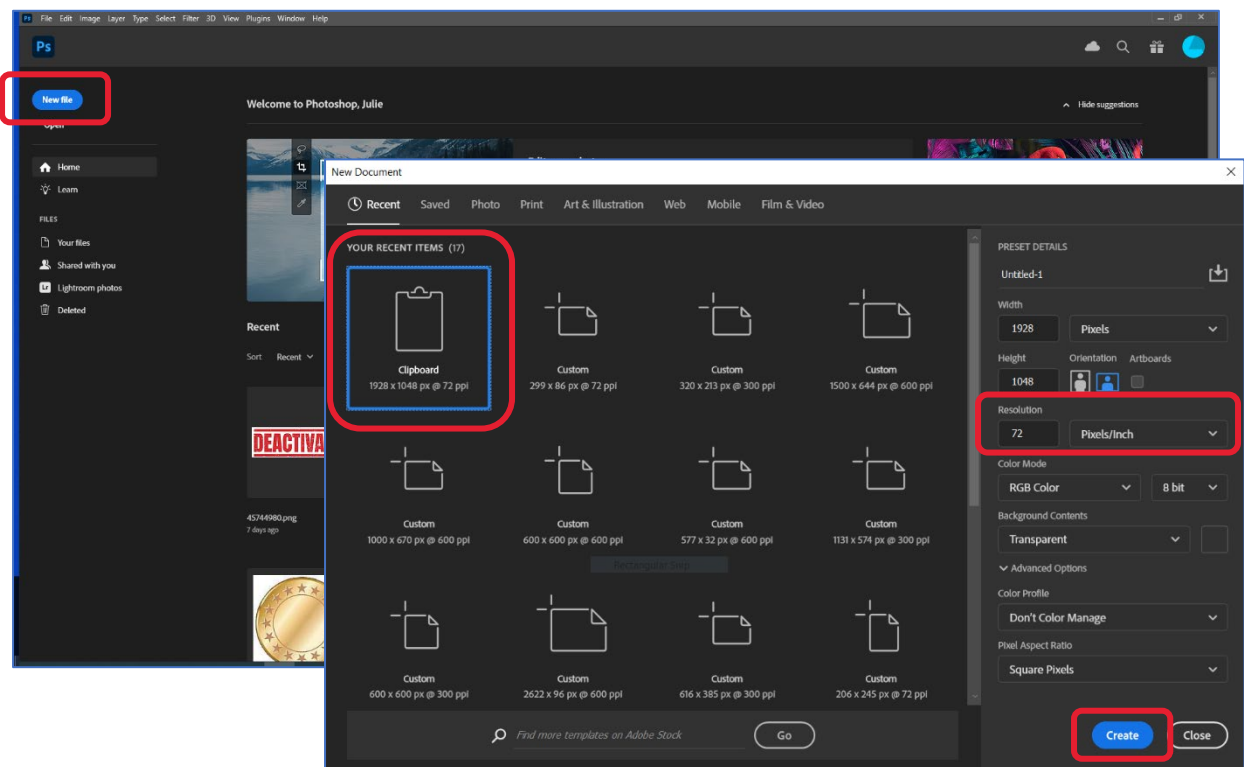 Ps File Edit Image Layer Type Select Filter 3D View Plugins Window Help
Ps
New file
Open
Home
Learn
FILES
Your files
Shared with you
Lr Lightroom photos
Deleted
Welcome to Photoshop, Julie
Hide suggestions
Recent
Sort Recent
DEACTIVA
45744980.png
7 days ago
New Document
Recent Saved Photo Print Art & Illustration Web Mobile Film & Video
YOUR RECENT ITEMS (17)
Clipboard
1928 x 1048 px @ 72 ppi
Custom
299 x 86 px @ 72 ppi
Custom
320 x 213 px @ 300 ppi
Custom
1500 x 644 px @ 600 ppi
Custom
1000 x 670 px @ 600 ppi
Custom
600 x 600 px @ 600 ppi
Custom
577 x 32 px @ 600 ppi
Custom
1131 x 574 px @ 300 ppi
Rectangular Snip
Custom
600 x 600 px @ 300 ppi
Custom
2622 x 96 px @ 600 ppi
Custom
616 x 385 px @ 300 ppi
Custom
206 x 245 px @ 72 ppi
Find more templates on Adobe Stock
Go
PRESET DETAILS
Untitled-1
Width
1928 Pixels
Height Orientation Artboards
1048
Resolution
72 Pixels/Inch
Color Mode
RGB Color 8 bit
Background Contents
Transparent
Advanced Options
Color Profile
Don't Color Manage
Pixel Aspect Ratio
Square Pixels
Create Close